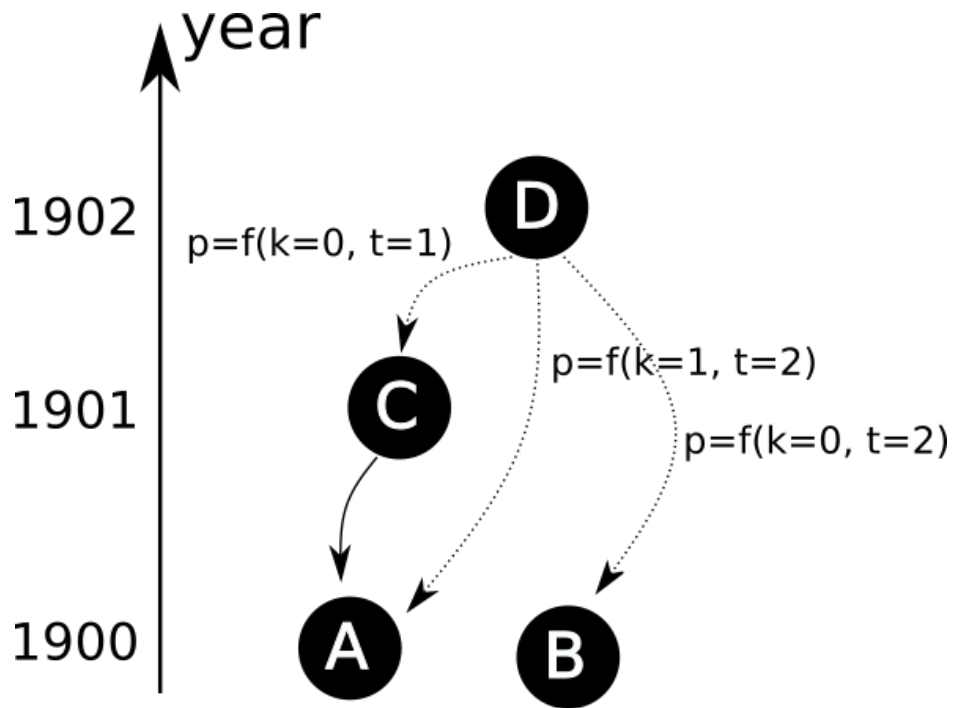 year
1902
D
p=f(k=0, t=1)
p=f(k=1, t=2)
1901
C
p=f(k=0, t=2)
1900
A
B